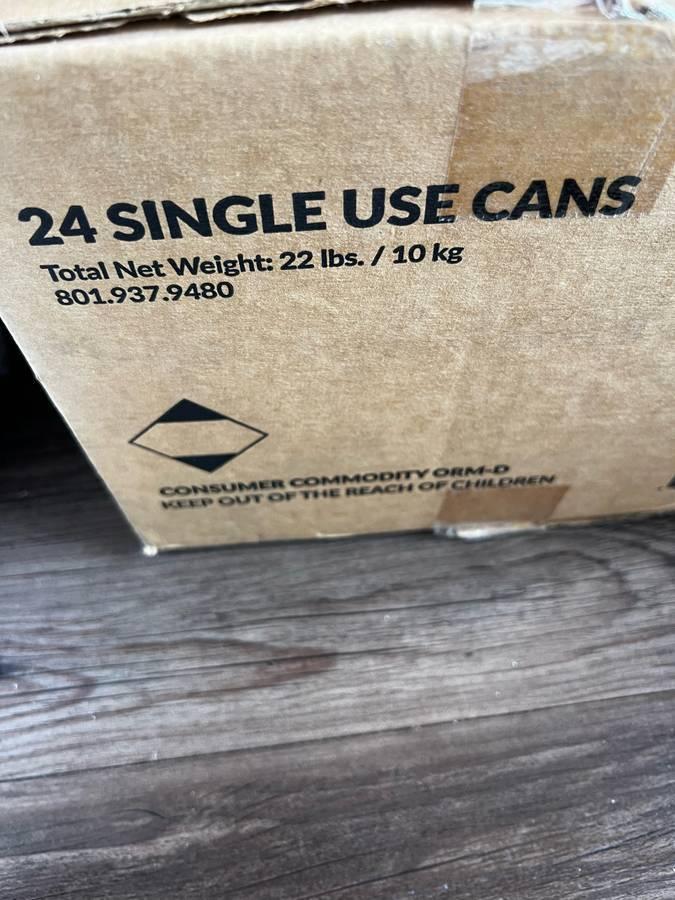 24 SINGLE USE CANS
Total Net Weight: 22 lbs. / 10 kg
801.937.9480
CONSUMER COMMODITY ORM-D
KEEP OUT OF THE REACH OF CHILDREN